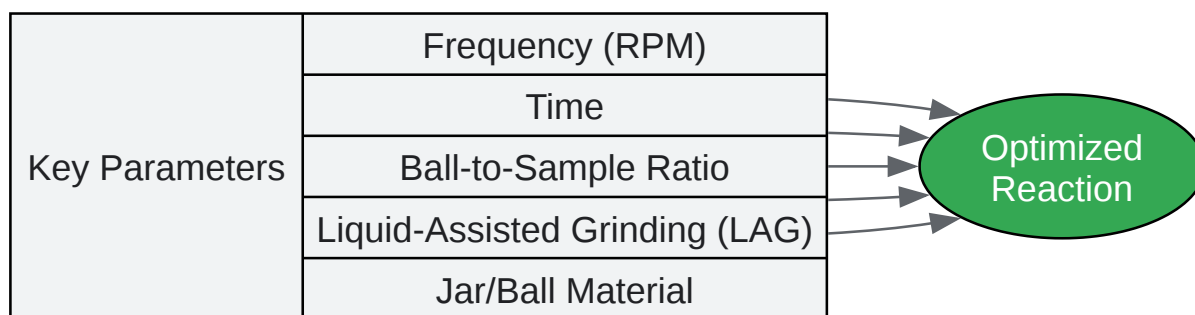 Key Parameters
Frequency (RPM)
Time
Ball-to-Sample Ratio
Liquid-Assisted Grinding (LAG)
Jar/Ball Material
Optimized
Reaction